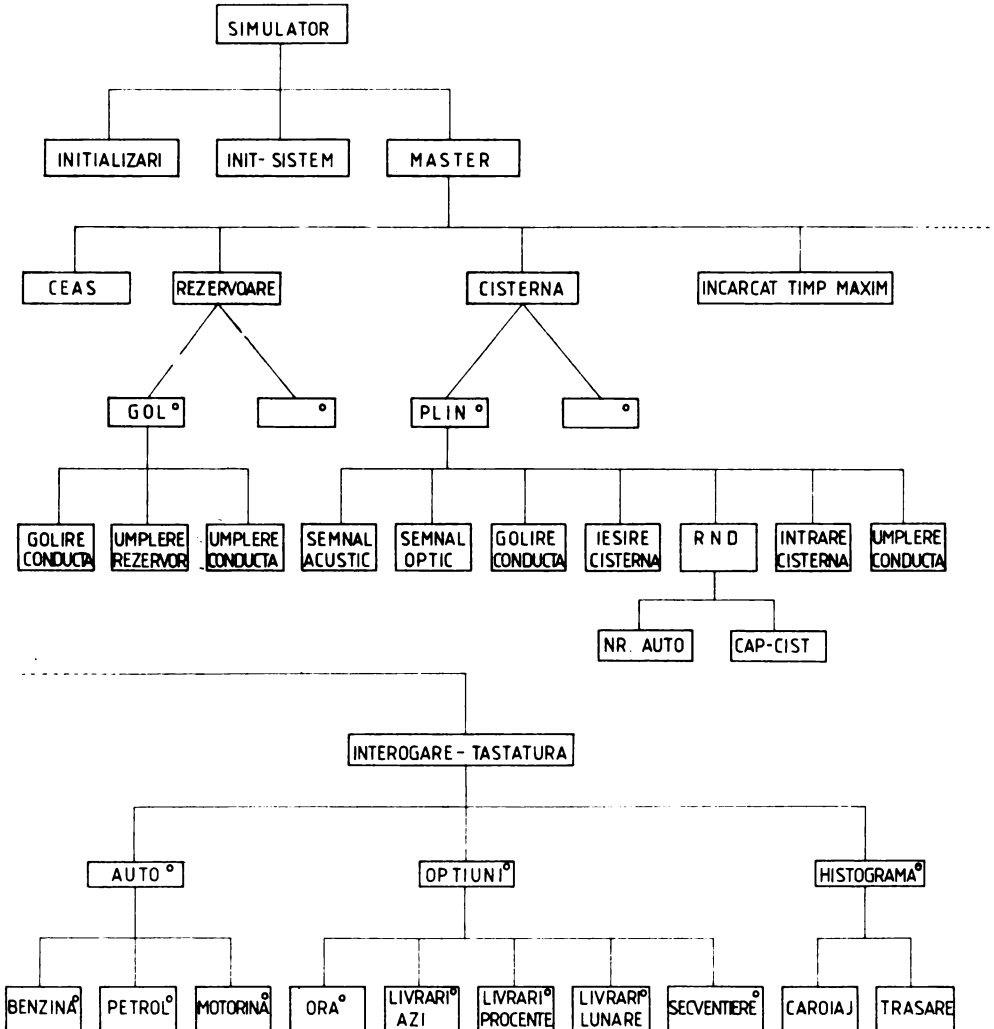 SIMULATOR
INITIALIZARI
INIT- SISTEM
MASTER
CEAS
REZERVOARE
CISTERNA
INCARCAT TIMP MAXIM
GOL°
°
PLIN°
°
GOLIRE
CONDUCTA
UMPLERE
REZERVOR
UMPLERE
CONDUCTA
SEMNAL
ACUSTIC
SEMNAL
OPTIC
GOLIRE
CONDUCTA
IESIRE
CISTERNA
RND
INTRARE
CISTERNA
UMPLERE
CONDUCTA
NR. AUTO
CAP-CIST
INTEROGARE - TASTATURA
AUTO°
OPTIUNI°
HISTOGRAMA°
BENZINA°
PETROL°
MOTORINA°
ORA°
LIVRARI°
AZI
LIVRARI°
PROCENTE
LIVRARI°
LUNARE
SECVENTIERE°
CAROIAJ
TRASARE